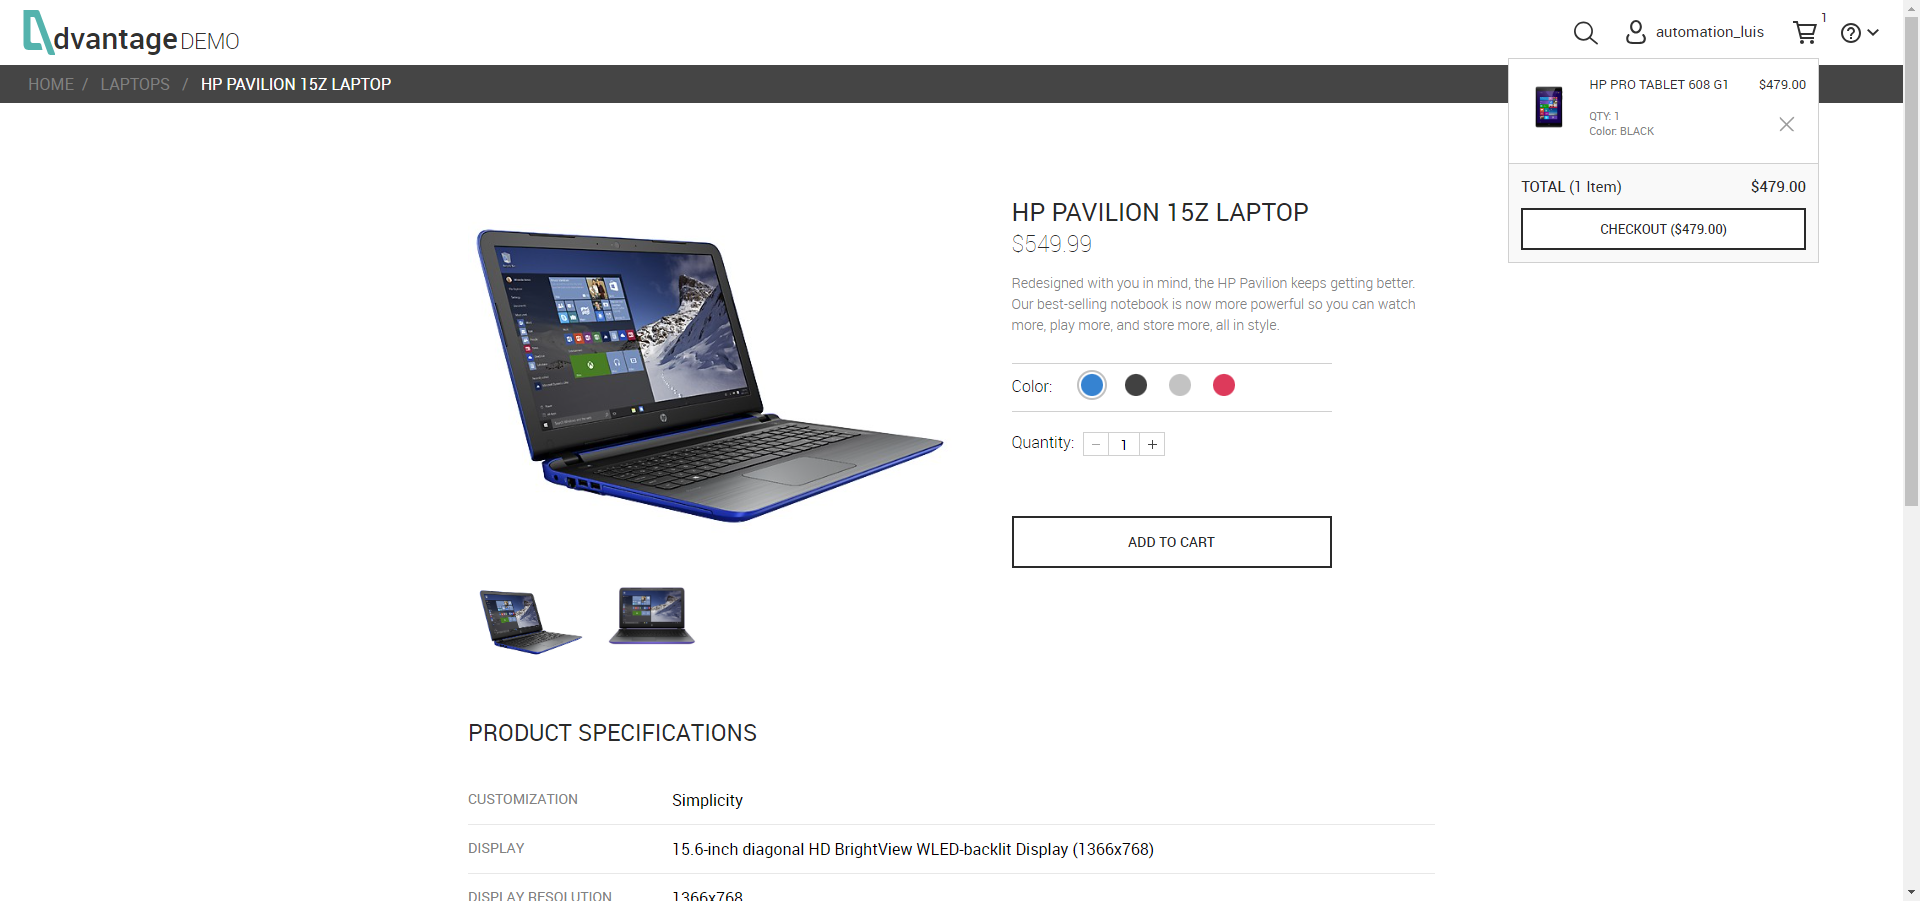 dvantage DEMO
automation_luis
1
HOME / LAPTOPS / HP PAVILION 15Z LAPTOP
HP PRO TABLET 608 G1 $479.00
QTY: 1
Color: BLACK
TOTAL (1 Item) $479.00
CHECKOUT ($479.00)
HP PAVILION 15Z LAPTOP
$549.99
Redesigned with you in mind, the HP Pavilion keeps getting better.
Our best-selling notebook is now more powerful so you can watch
more, play more, and store more, all in style.
Color:
Quantity: − 1 +
ADD TO CART
PRODUCT SPECIFICATIONS
CUSTOMIZATION Simplicity
DISPLAY 15.6-inch diagonal HD BrightView WLED-backlit Display (1366x768)
DISPLAY RESOLUTION 1366x768